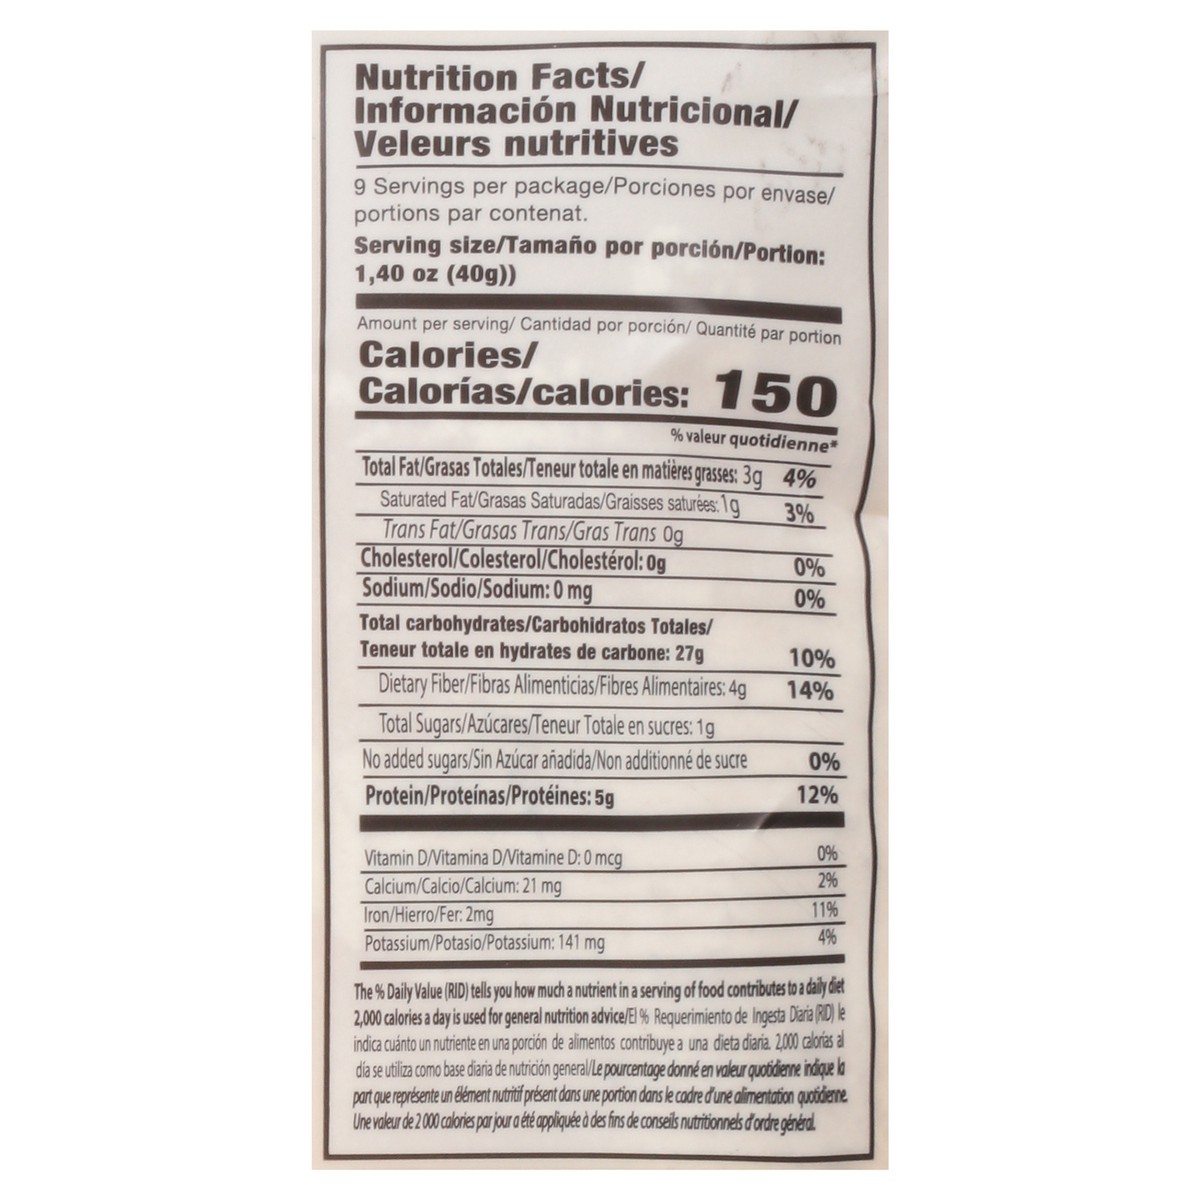 Nutrition Facts/
Información Nutricional/
Veleurs nutritives
9 Servings per package/Porciones por envase/
portions par contenat.
Serving size/Tamaño por porción/Portion:
1,40 oz (40g))
Amount per serving/ Cantidad por porción/ Quantité par portion
Calories/
Calorías/calories: 150
% valeur quotidienne*
Total Fat/Grasas Totales/Teneur totale en matières grasses: 3g 4%
Saturated Fat/Grasas Saturadas/Graisses saturées: 1g 3%
Trans Fat/Grasas Trans/Gras Trans 0g
Cholesterol/Colesterol/Cholestérol: 0g 0%
Sodium/Sodio/Sodium: 0 mg 0%
Total carbohydrates/Carbohidratos Totales/
Teneur totale en hydrates de carbone: 27g 10%
Dietary Fiber/Fibras Alimenticias/Fibres Alimentaires: 4g 14%
Total Sugars/Azúcares/Teneur Totale en sucres: 1g
No added sugars/Sin Azúcar añadida/Non additionné de sucre 0%
Protein/Proteínas/Protéines: 5g 12%
Vitamin D/Vitamina D/Vitamine D: 0 mcg 0%
Calcium/Calcio/Calcium: 21 mg 2%
Iron/Hierro/Fer: 2mg 11%
Potassium/Potasio/Potassium: 141 mg 4%
The % Daily Value (RID) tells you how much a nutrient in a serving of food contributes to a daily diet
2,000 calories a day is used for general nutrition advice/El % Requerimiento de Ingesta Diaria (RID) le
indica cuánto un nutriente en una porción de alimentos contribuye a una dieta diaria. 2,000 calorías al
día se utiliza como base diaria de nutrición general/Le pourcentage donné en valeur quotidienne indique la
part que représente un élément nutritif présent dans une portion dans le cadre d'une alimentation quotidienne.
Une valeur de 2 000 calories par jour a été appliquée à des fins de conseils nutritionnels d'ordre général.